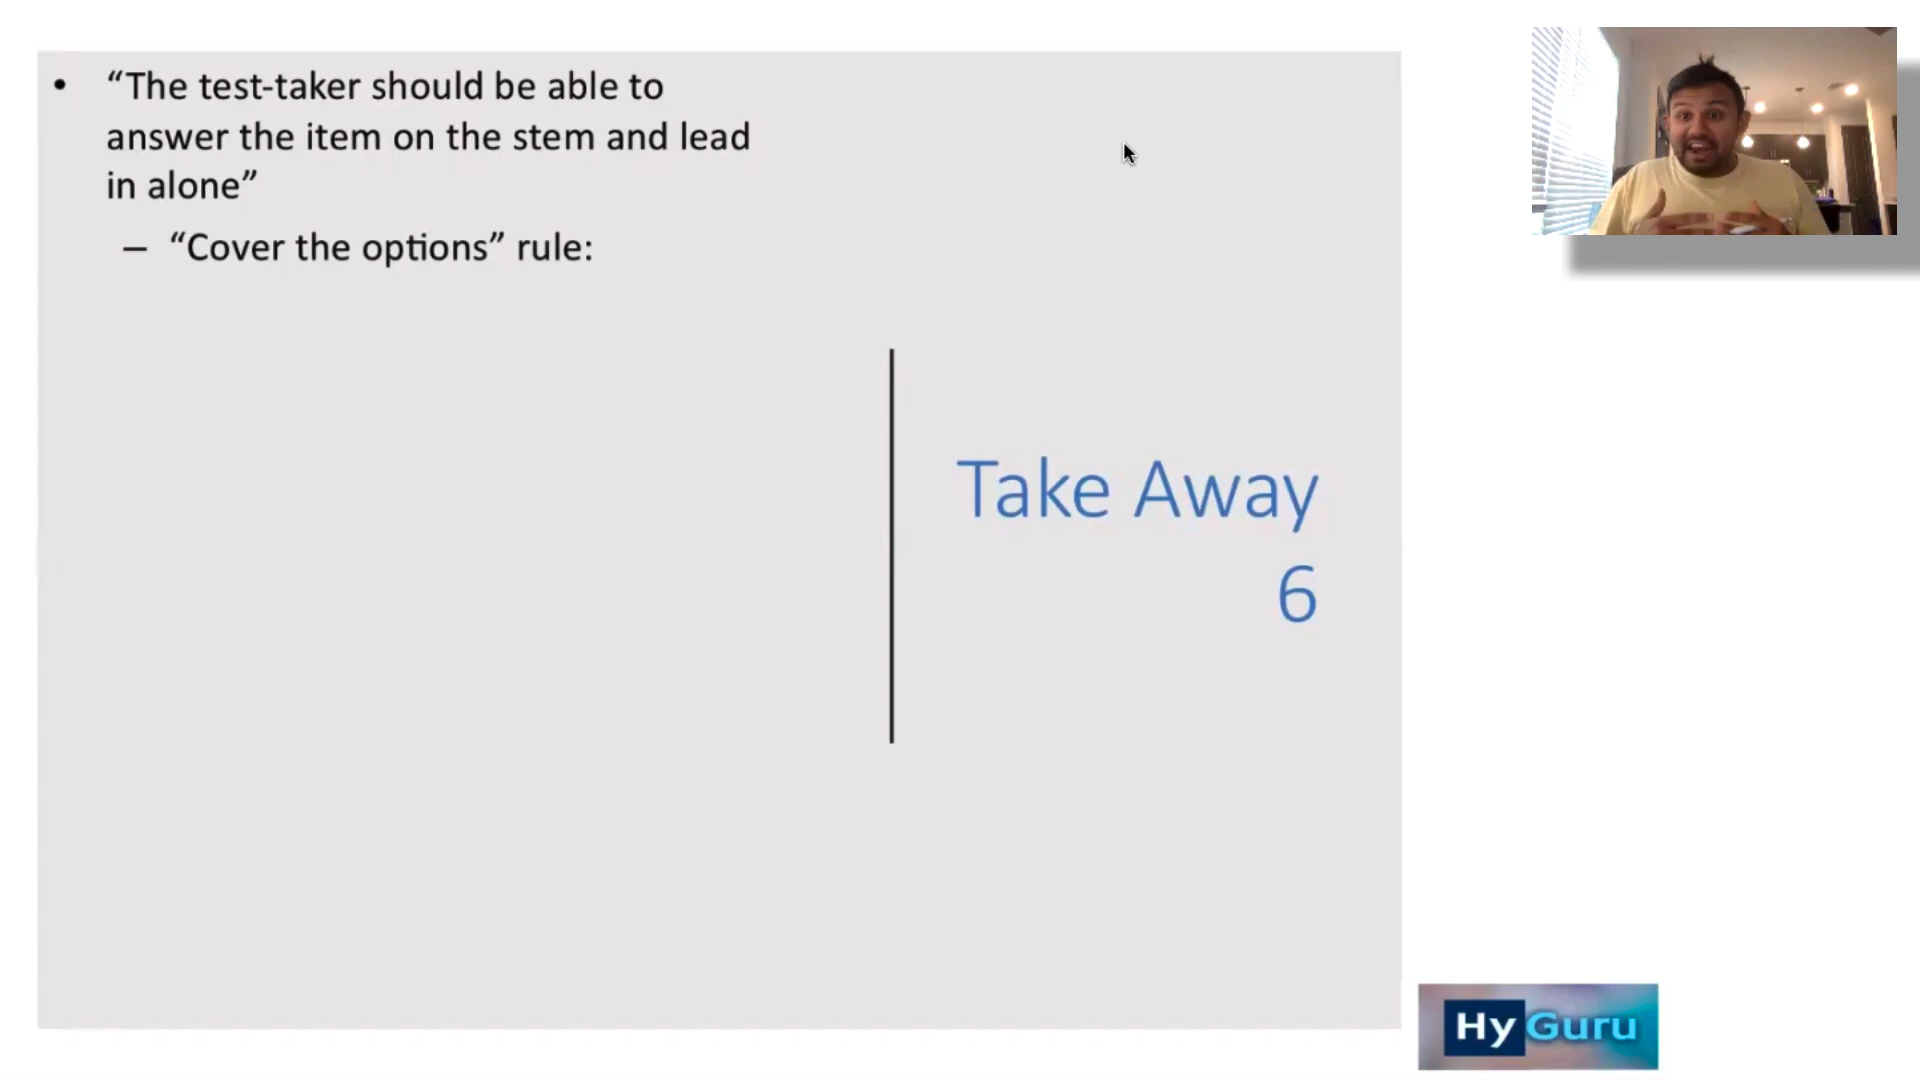 • “The test-taker should be able to
answer the item on the stem and lead
in alone”
– “Cover the options” rule:
Take Away
6
HyGuru